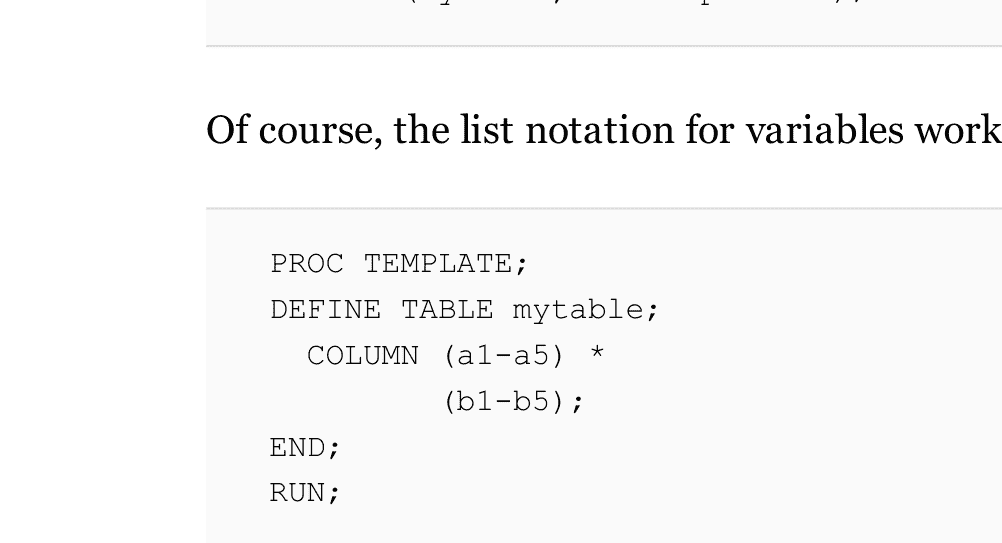 Of course, the list notation for variables work
PROC TEMPLATE;
DEFINE TABLE mytable;
  COLUMN (a1-a5) *
         (b1-b5);
END;
RUN;